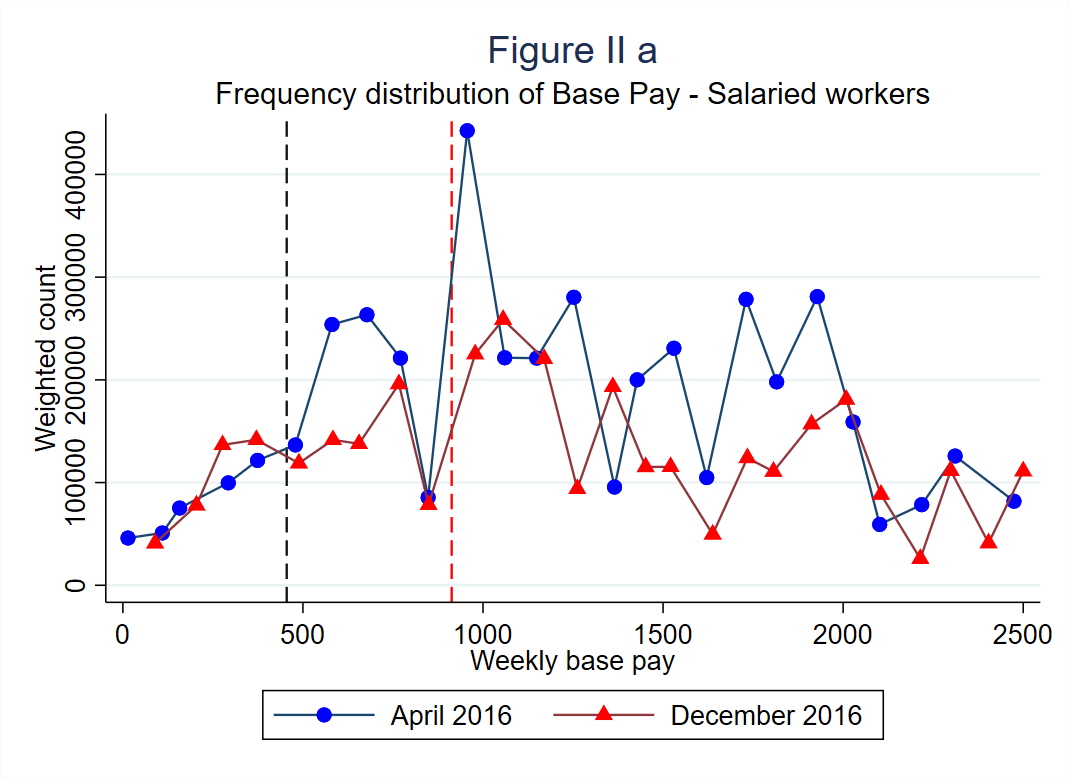 Figure II a
Frequency distribution of Base Pay - Salaried workers
Weighted count
400000
300000
200000
100000
0
0 500 1000 1500 2000 2500
Weekly base pay
April 2016 December 2016